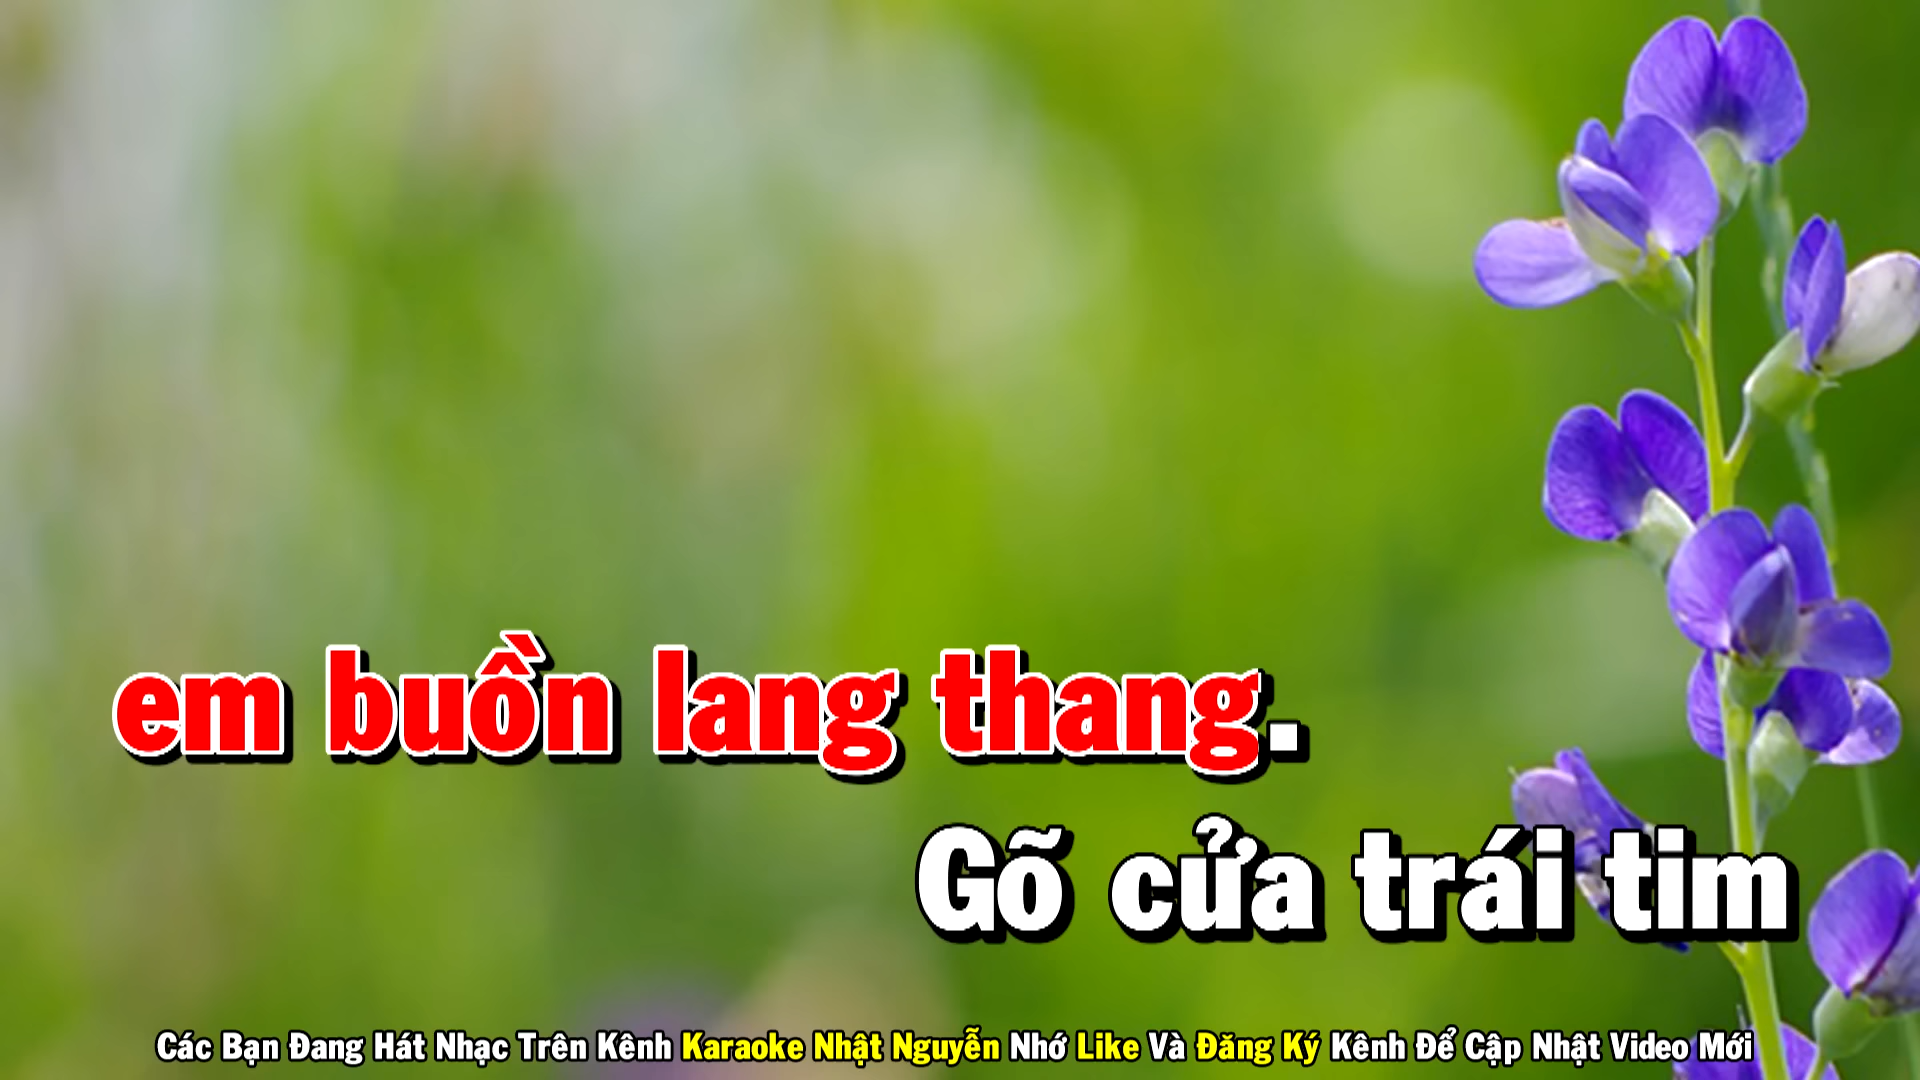 em buồn lang thang.
Gõ cửa trái tim
Các Bạn Đang Hát Nhạc Trên Kênh Karaoke Nhật Nguyễn Nhớ Like Và Đăng Ký Kênh Để Cập Nhật Video Mới